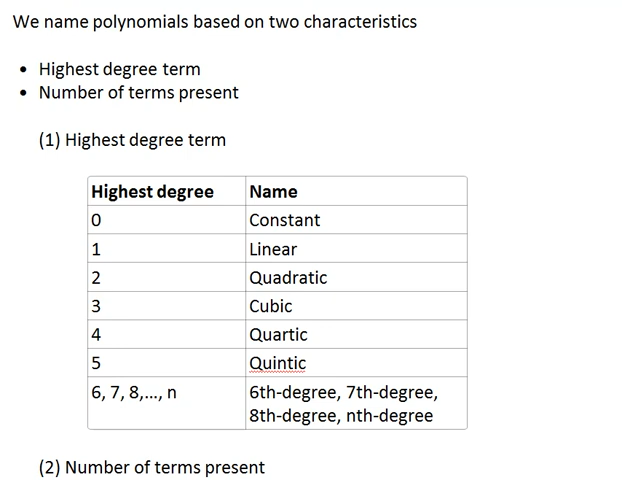 We name polynomials based on two characteristics
• Highest degree term
• Number of terms present
(1) Highest degree term
Highest degree Name
0 Constant
1 Linear
2 Quadratic
3 Cubic
4 Quartic
5 Quintic
6, 7, 8,..., n 6th-degree, 7th-degree,
8th-degree, nth-degree
(2) Number of terms present